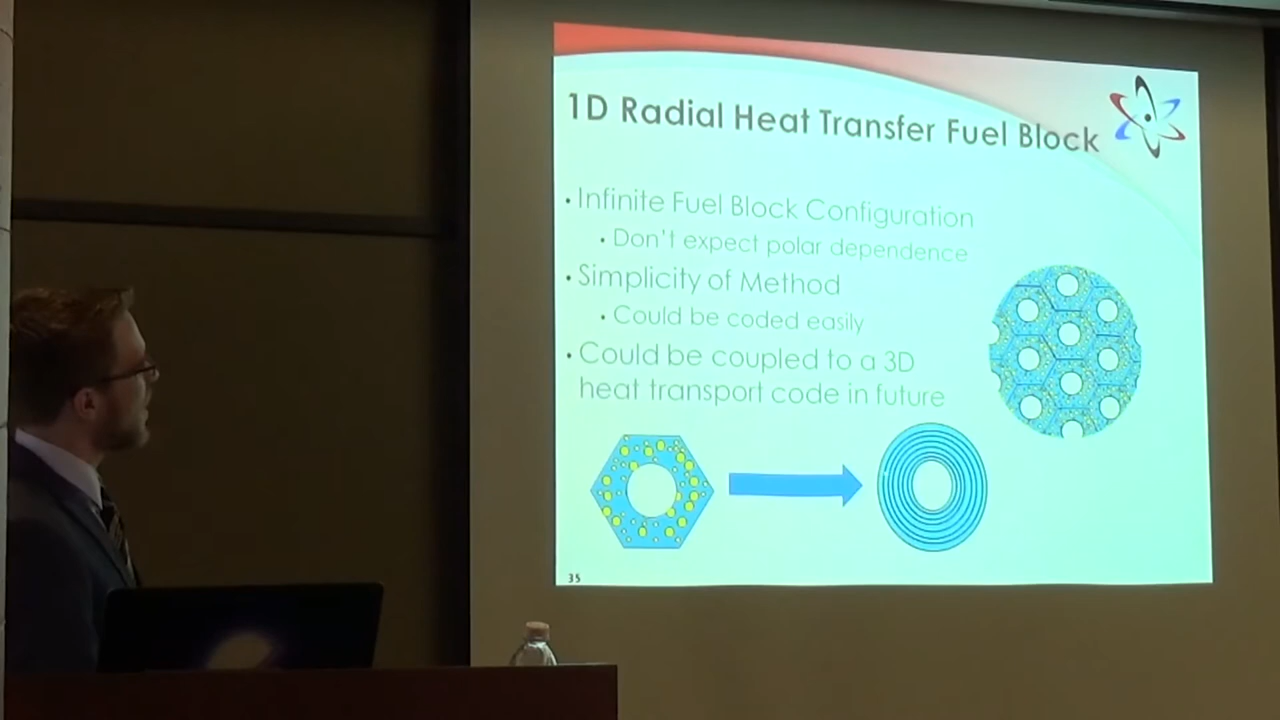 1D Radial Heat Transfer Fuel Block
• Infinite Fuel Block Configuration
• Don't expect polar dependence
• Simplicity of Method
• Could be coded easily
• Could be coupled to a 3D
heat transport code in future
35